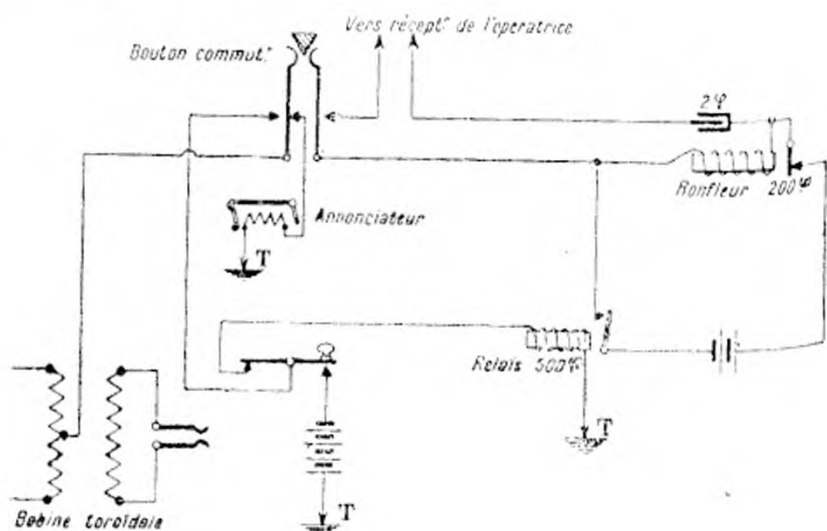 Vers récept.r de l'opératrice
Bouton commut.r
2 φ
Ronfleur 200 ω
Annonciateur
T
Relais 500 ω
T
T
Bobine toroïdale